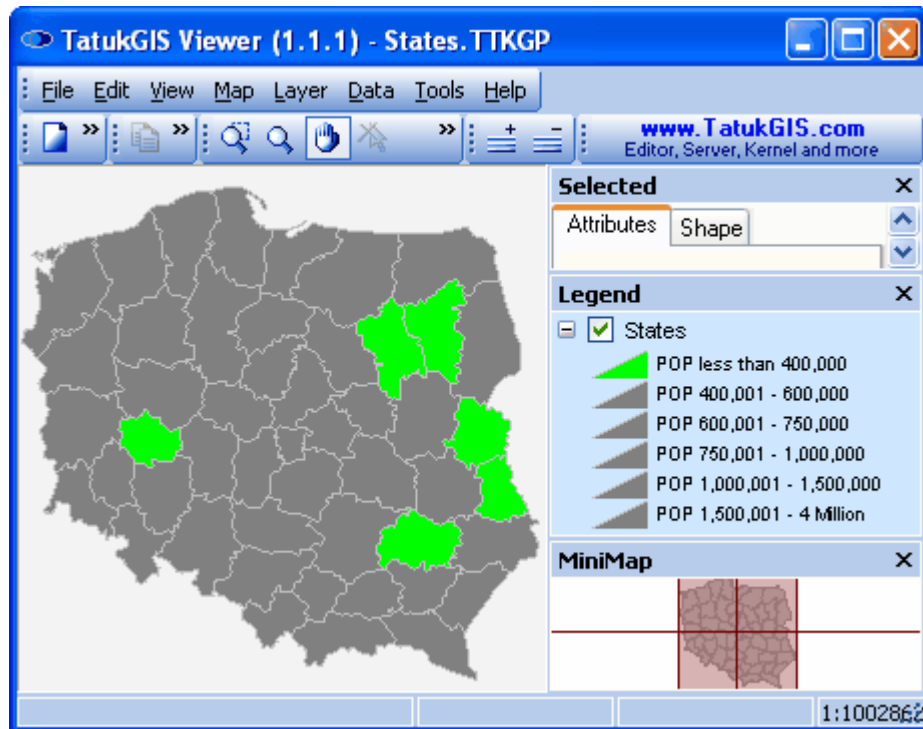 TatukGIS Viewer (1.1.1) - States.TTKGP
File Edit View Map Layer Data Tools Help
www.TatukGIS.com
Editor, Server, Kernel and more
Selected
Attributes Shape
Legend
States
POP less than 400,000
POP 400,001 - 600,000
POP 600,001 - 750,000
POP 750,001 - 1,000,000
POP 1,000,001 - 1,500,000
POP 1,500,001 - 4 Million
MiniMap